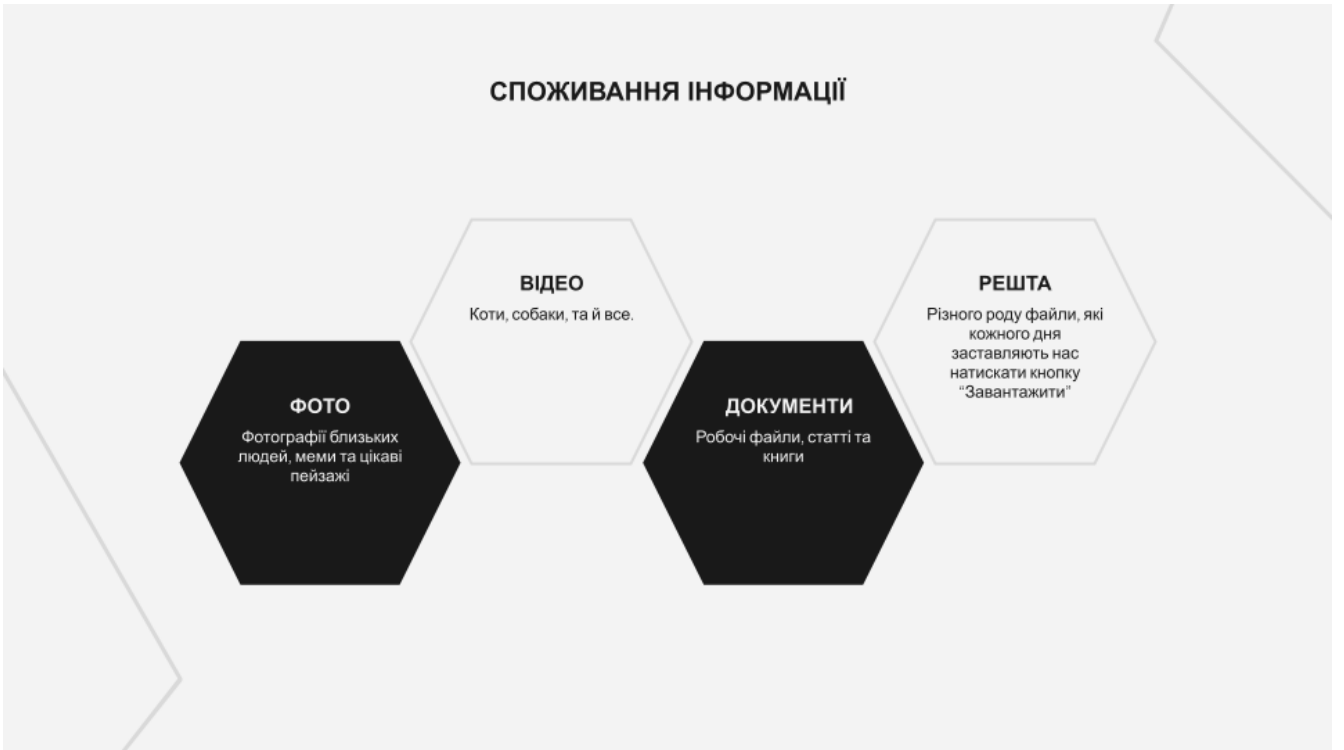 СПОЖИВАННЯ ІНФОРМАЦІЇ
ФОТО
Фотографії близьких
людей, меми та цікаві
пейзажі
ВІДЕО
Коти, собаки, та й все.
ДОКУМЕНТИ
Робочі файли, статті та
книги
РЕШТА
Різного роду файли, які
кожного дня
заставляють нас
натискати кнопку
“Завантажити”